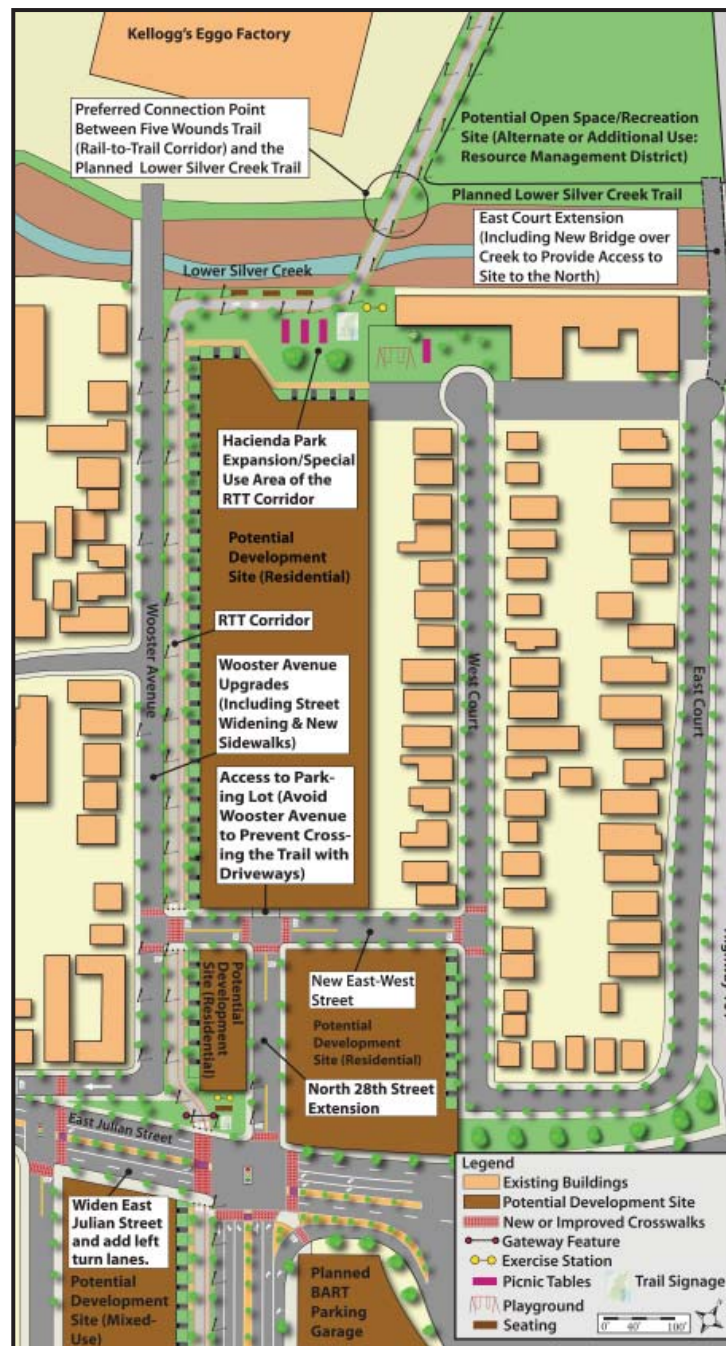 Kellogg's Eggo Factory
Preferred Connection Point
Between Five Wounds Trail
(Rail-to-Trail Corridor) and the
Planned Lower Silver Creek Trail
Potential Open Space/Recreation
Site (Alternate or Additional Use:
Resource Management District)
Planned Lower Silver Creek Trail
East Court Extension
(Including New Bridge over
Creek to Provide Access to
Site to the North)
Lower Silver Creek
Hacienda Park
Expansion/Special
Use Area of the
RTT Corridor
Potential
Development
Site (Residential)
RTT Corridor
Wooster Avenue
Wooster Avenue
Upgrades
(Including Street
Widening & New
Sidewalks)
West Court
East Court
Access to Park-
ing Lot (Avoid
Wooster Avenue
to Prevent Cross-
ing the Trail with
Driveways)
Potential
Development
Site (Residential)
New East-West
Street
Potential
Development
Site (Residential)
North 28th Street
Extension
East Julian Street
Widen East
Julian Street
and add left
turn lanes.
Potential
Development
Site (Mixed-
Use)
Planned
BART
Parking
Garage
Legend
Existing Buildings
Potential Development Site
New or Improved Crosswalks
Gateway Feature
Exercise Station
Picnic Tables
Trail Signage
Playground
Seating
0' 40' 100'